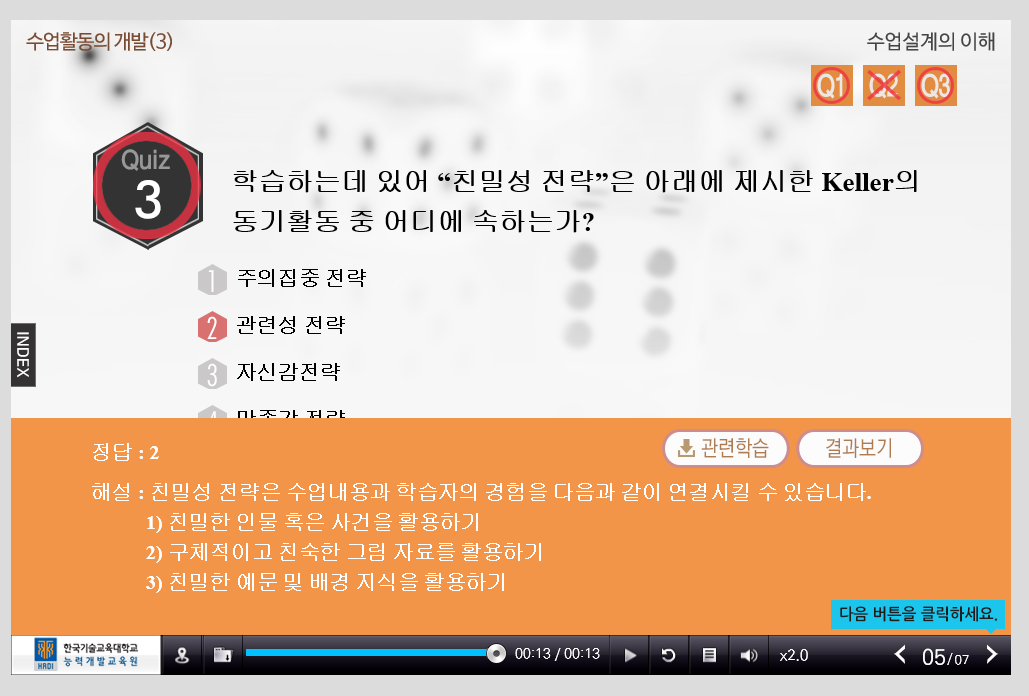 수업활동의 개발(3)
수업설계의 이해
Q1 Q2 Q3
Quiz
3
학습하는데 있어 “친밀성 전략”은 아래에 제시한 Keller의
동기활동 중 어디에 속하는가?
1 주의집중 전략
2 관련성 전략
3 자신감전략
4 만족감 전략
INDEX
정답 : 2
관련학습
결과보기
해설 : 친밀성 전략은 수업내용과 학습자의 경험을 다음과 같이 연결시킬 수 있습니다.
1) 친밀한 인물 혹은 사건을 활용하기
2) 구체적이고 친숙한 그림 자료를 활용하기
3) 친밀한 예문 및 배경 지식을 활용하기
다음 버튼을 클릭하세요.
HRDI
한국기술교육대학교
능력개발교육원
00:13 / 00:13
x2.0
05/07